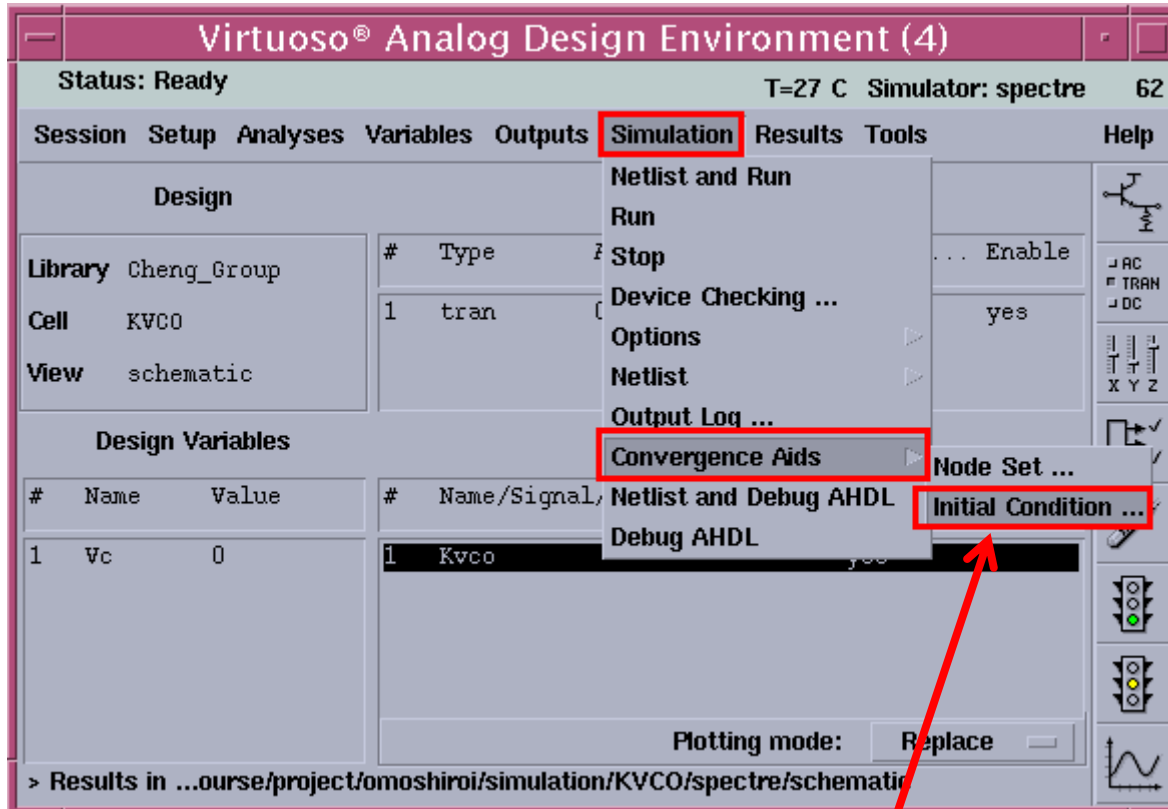 Virtuoso® Analog Design Environment (4)
Status: Ready
T=27 C Simulator: spectre 62
Session Setup Analyses Variables Outputs Simulation Results Tools Help
Design
Library Cheng_Group
Cell KVCO
View schematic
# Type
... Enable
1 tran
yes
Netlist and Run
Run
Stop
Device Checking ...
Options
Netlist
Output Log ...
Convergence Aids
Netlist and Debug AHDL
Debug AHDL
Node Set ...
Initial Condition ...
Design Variables
# Name Value
1 Vc 0
# Name/Signal/
1 Kvco
AC
TRAN
DC
X Y Z
Plotting mode: Replace
> Results in ...ourse/project/omoshiroi/simulation/KVCO/spectre/schematic